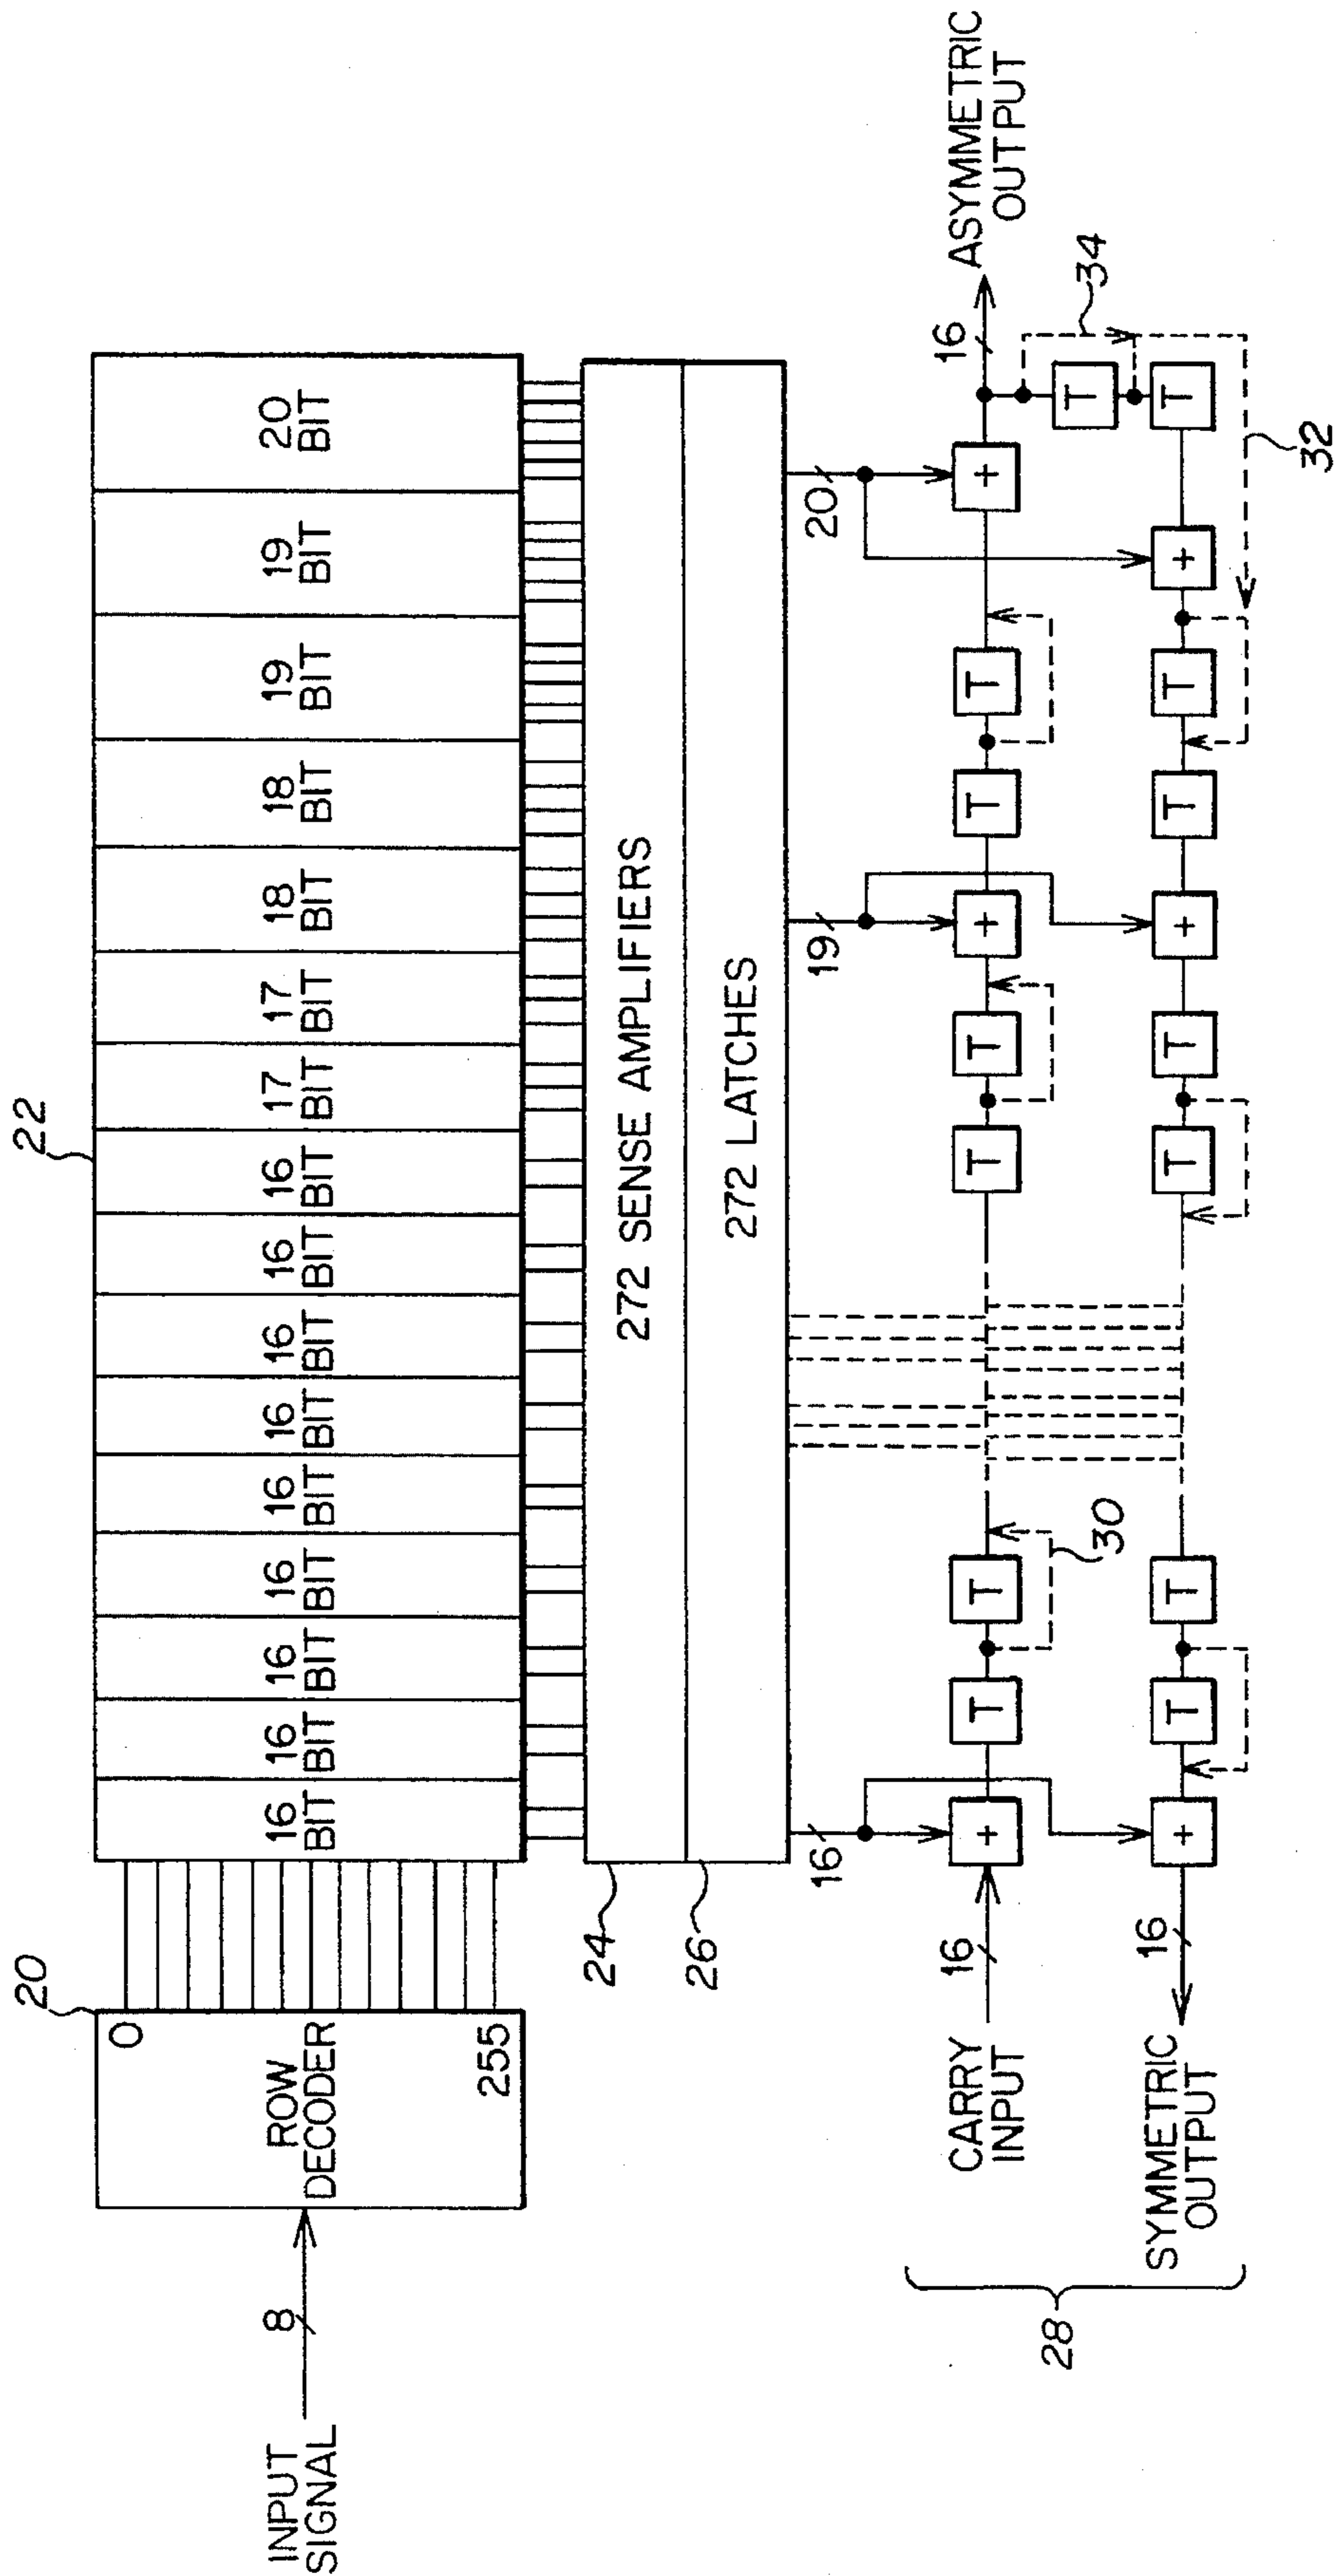 20
22
INPUT
SIGNAL
8
0
ROW
DECODER
255
16
BIT
16
BIT
16
BIT
16
BIT
16
BIT
16
BIT
16
BIT
16
BIT
16
BIT
17
BIT
17
BIT
18
BIT
18
BIT
19
BIT
19
BIT
20
BIT
24
272 SENSE AMPLIFIERS
26
272 LATCHES
16
19
20
CARRY
INPUT
16
+
T
T
T
T
+
T
T
+
16
ASYMMETRIC
OUTPUT
30
34
T
28
SYMMETRIC
OUTPUT
16
+
T
T
T
T
+
T
T
+
T
32